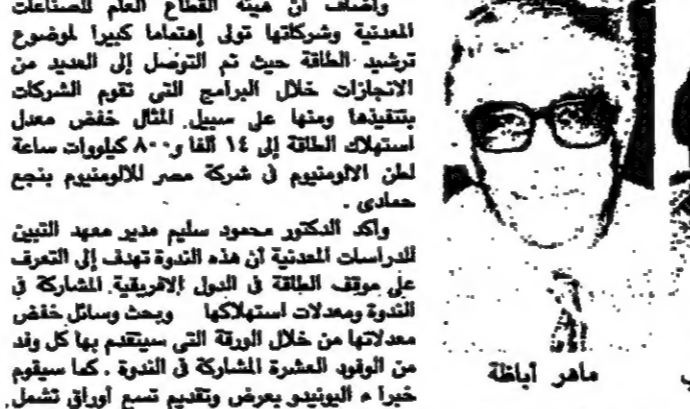 وأضاف أن هيئة القطاع العام للصناعات
المعدنية وشركاتها تولى إهتماما كبيرا لموضوع
ترشيد الطاقة حيث تم التوصل إلى العديد من
الانجازات خلال البرامج التى تقوم الشركات
بتنفيذها ومنها على سبيل المثال خفض معدل
استهلاك الطاقة إلى ١٤ ألفا و٨٠٠ كيلووات ساعة
لطن الالومنيوم فى شركة مصر للالومنيوم بنجع
حمادى .
وأكد الدكتور محمود سليم مدير معهد التبين
للدراسات المعدنية أن هذه الندوة تهدف إلى التعرف
على موقف الطاقة فى الدول الافريقية المشاركة فى
الندوة ومعدلات استهلاكها وبحث وسائل خفض
معدلاتها من خلال الورقة التى سيتقدم بها كل وفد
من الوفود العشرة المشاركة فى الندوة . كما سيقوم
خبراء اليونيدو بعرض وتقديم تسع أوراق تشمل
ماهر أباظة